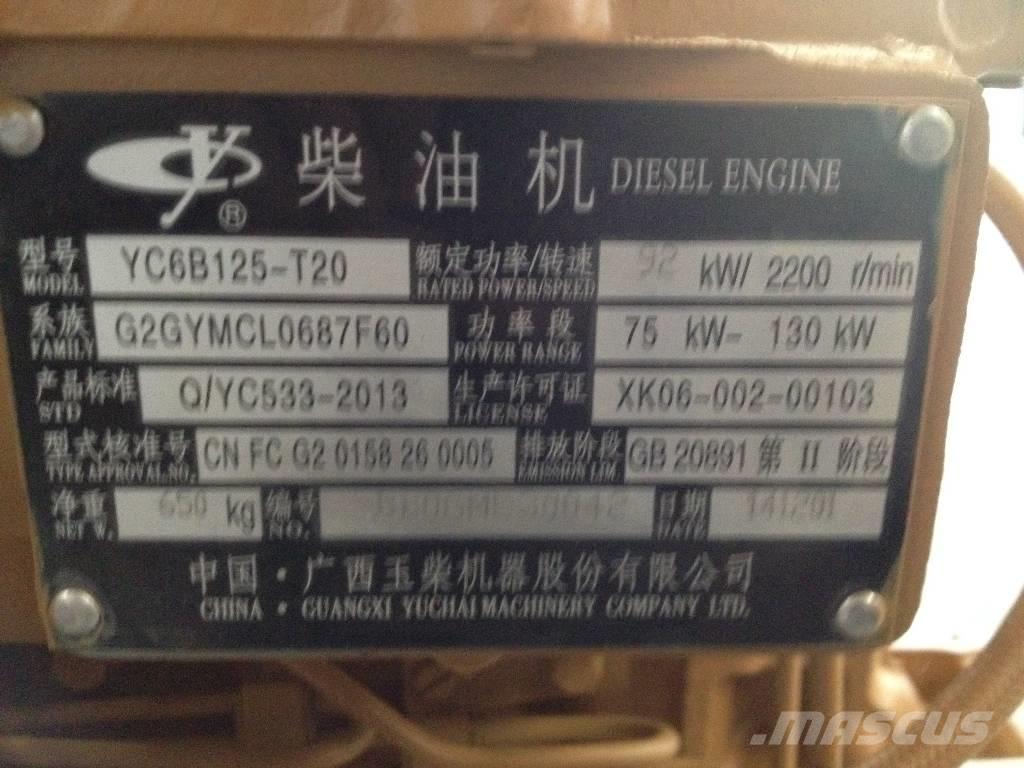 柴油机 DIESEL ENGINE
型号 MODEL YC6B125-T20 额定功率/转速 RATED POWER/SPEED 92 kW/ 2200 r/min
系族 FAMILY G2GYMCL0687F60 功率段 POWER RANGE 75 kW- 130 kW
产品标准 STD Q/YC533-2013 生产许可证 LICENSE XK06-002-00103
型式核准号 TYPE APPROVAL.NO. CN FC G2 0158 26 0005 排放阶段 EMISSION LIM. GB 20891 第 II 阶段
净重 NET W. 650 kg 编号 NO. 日期 DATE 141201
中国·广西玉柴机器股份有限公司
CHINA · GUANGXI YUCHAI MACHINERY COMPANY LTD.
.MASCUS